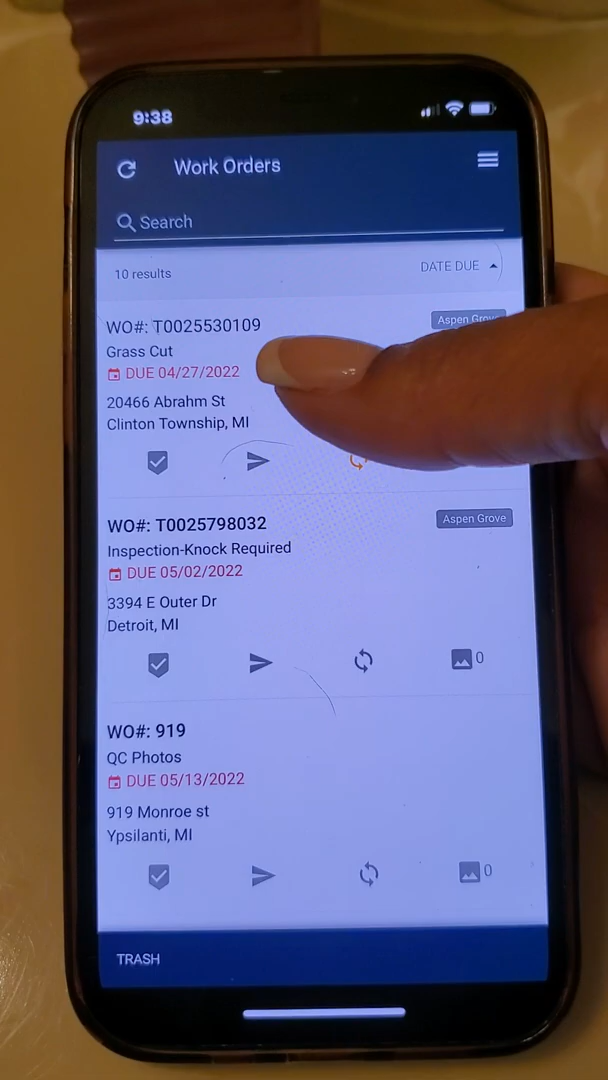 9:38
Work Orders
Search
10 results
DATE DUE
WO#: T0025530109
Aspen Grove
Grass Cut
DUE 04/27/2022
20466 Abrahm St
Clinton Township, MI
WO#: T0025798032
Aspen Grove
Inspection-Knock Required
DUE 05/02/2022
3394 E Outer Dr
Detroit, MI
0
WO#: 919
QC Photos
DUE 05/13/2022
919 Monroe st
Ypsilanti, MI
0
TRASH